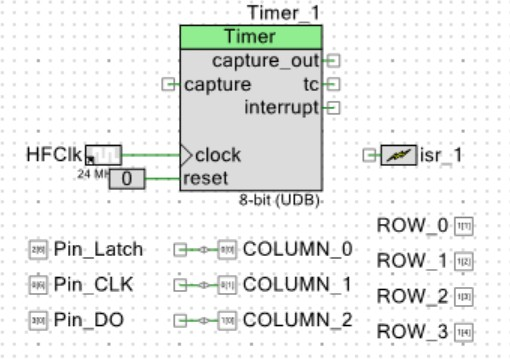 Timer_1
Timer
capture_out
capture
tc
interrupt
HFClk
clock
isr_1
24 MH
0
reset
8-bit (UDB)
ROW_0
Pin_Latch
COLUMN_0
ROW_1
Pin_CLK
COLUMN_1
ROW_2
Pin_DO
COLUMN_2
ROW_3